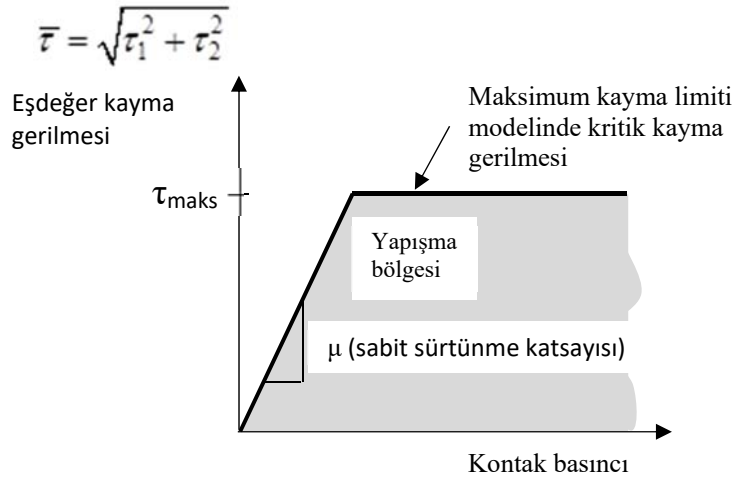 τ̅ = √τ₁² + τ₂²
Eşdeğer kayma
gerilmesi
Maksimum kayma limiti
modelinde kritik kayma
gerilmesi
τmaks
Yapışma
bölgesi
μ (sabit sürtünme katsayısı)
Kontak basıncı